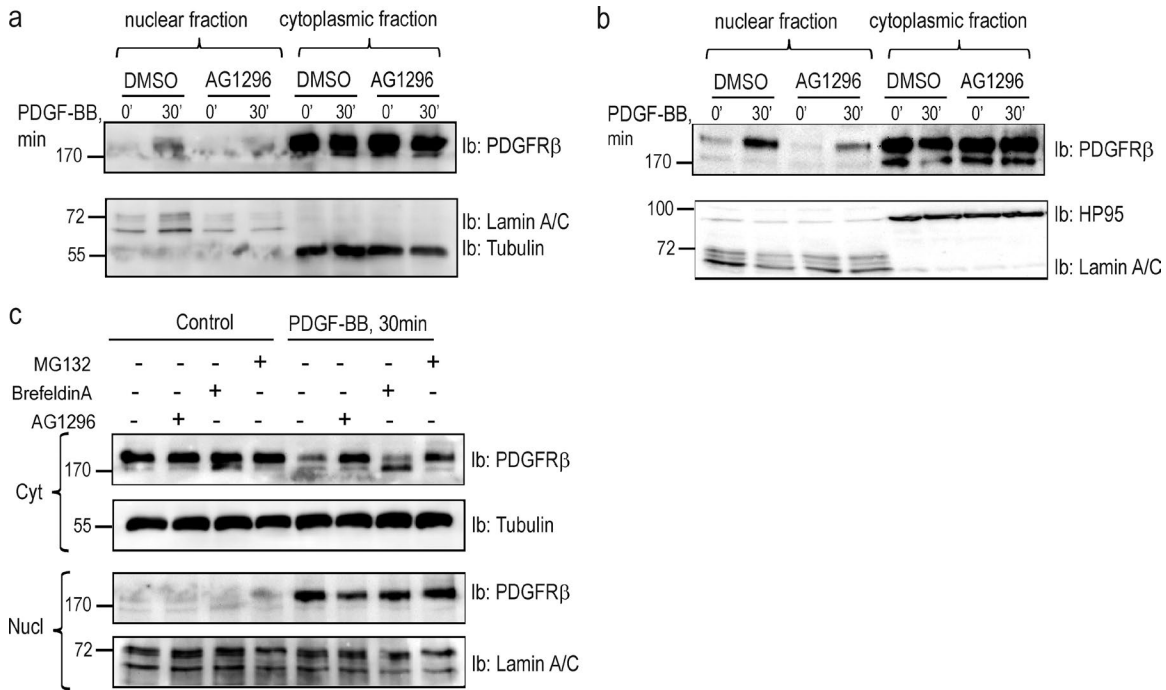 a
nuclear fraction cytoplasmic fraction
DMSO AG1296 DMSO AG1296
PDGF-BB, 0' 30' 0' 30' 0' 30' 0' 30'
min
170 Ib: PDGFRβ
72 Ib: Lamin A/C
55 Ib: Tubulin
b
nuclear fraction cytoplasmic fraction
DMSO AG1296 DMSO AG1296
PDGF-BB, 0' 30' 0' 30' 0' 30' 0' 30'
min
170 Ib: PDGFRβ
100 Ib: HP95
72
Ib: Lamin A/C
c
Control PDGF-BB, 30min
MG132 - - - + - - - +
BrefeldinA - - + - - - + -
AG1296 - + - - - + - -
Cyt
170 Ib: PDGFRβ
55 Ib: Tubulin
Nucl
170 Ib: PDGFRβ
72 Ib: Lamin A/C